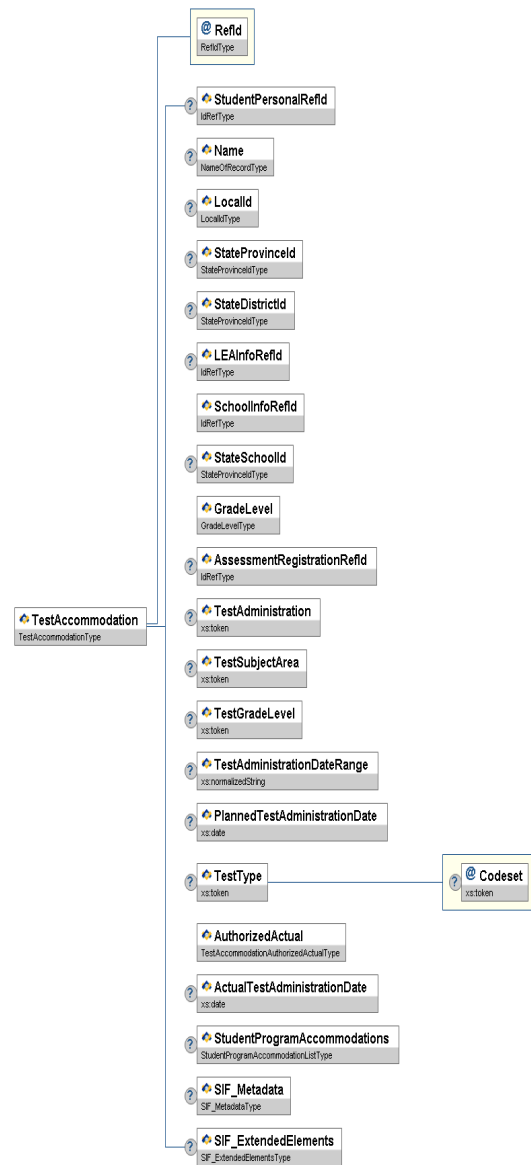 @ RefId
RefIdType
? StudentPersonalRefId
IdRefType
? Name
NameOfRecordType
? LocalId
LocalIdType
? StateProvinceId
StateProvinceIdType
? StateDistrictId
StateProvinceIdType
? LEAInfoRefId
IdRefType
SchoolInfoRefId
IdRefType
? StateSchoolId
StateProvinceIdType
GradeLevel
GradeLevelType
? AssessmentRegistrationRefId
IdRefType
TestAccommodation
TestAccommodationType
? TestAdministration
xs:token
? TestSubjectArea
xs:token
? TestGradeLevel
xs:token
? TestAdministrationDateRange
xs:normalizedString
? PlannedTestAdministrationDate
xs:date
? TestType
xs:token
? @ Codeset
xs:token
AuthorizedActual
TestAccommodationAuthorizedActualType
? ActualTestAdministrationDate
xs:date
? StudentProgramAccommodations
StudentProgramAccommodationListType
? SIF_Metadata
SIF_MetadataType
? SIF_ExtendedElements
SIF_ExtendedElementsType